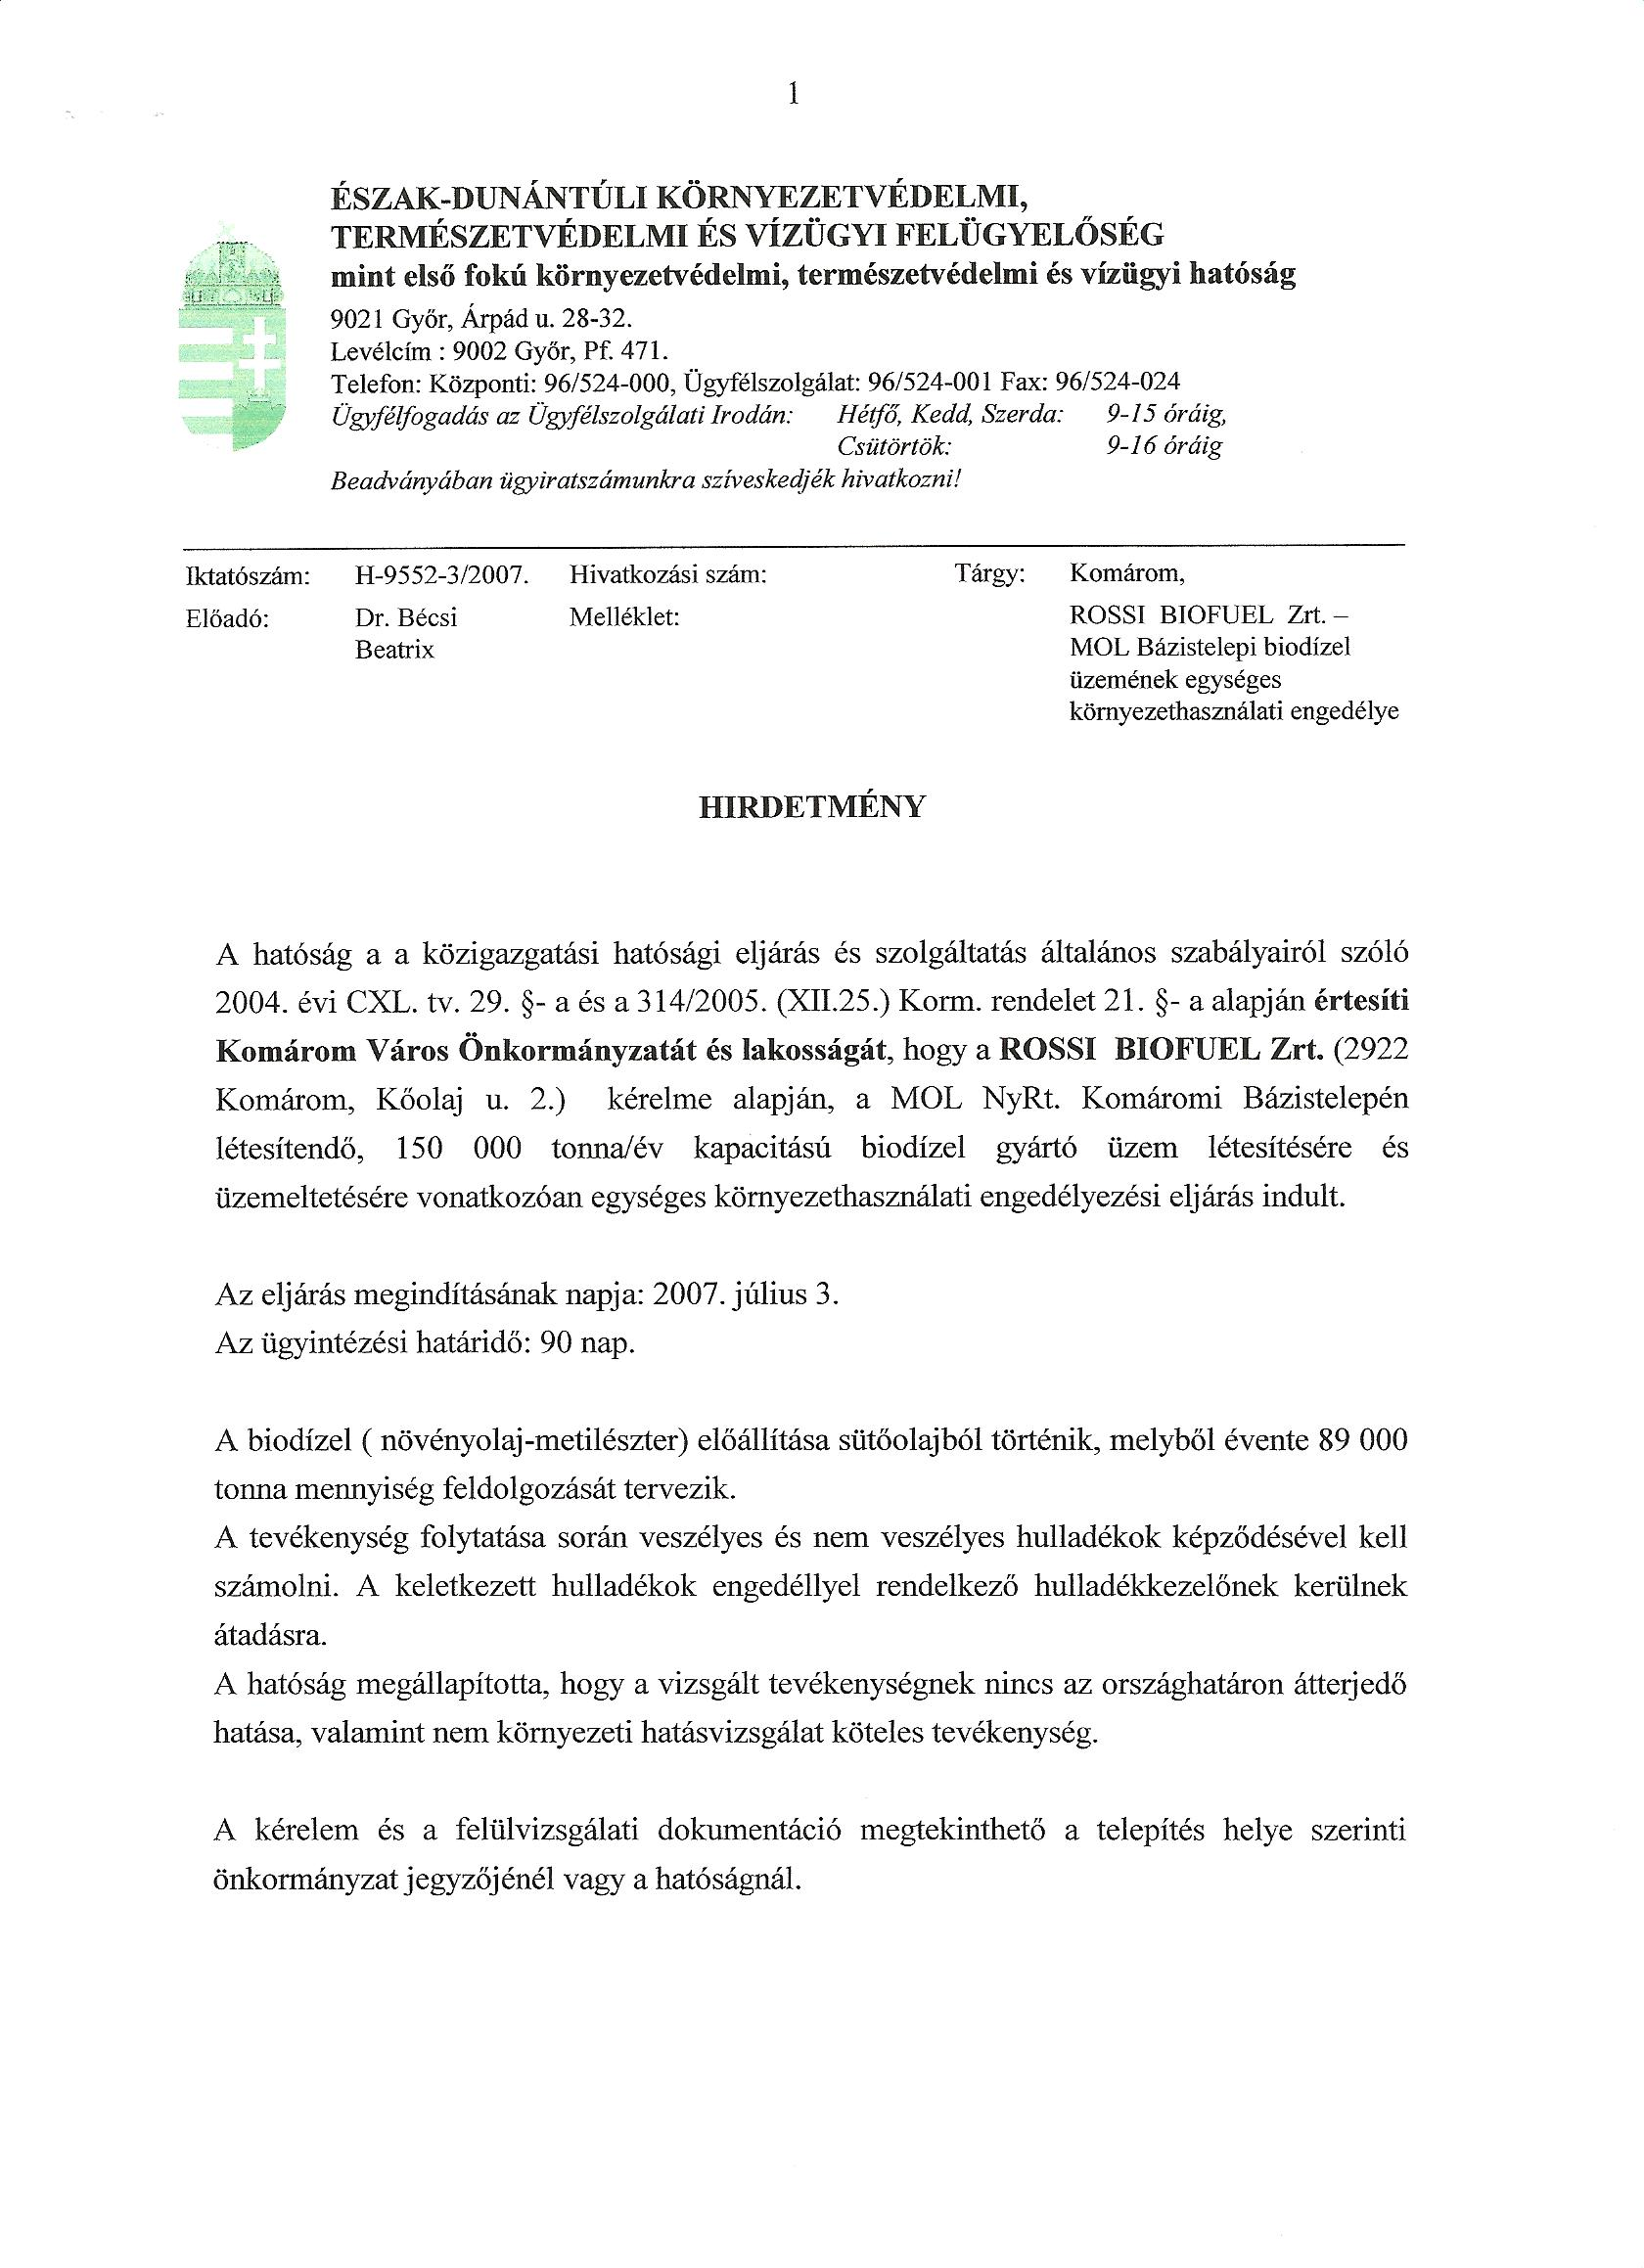 1
ÉSZAK-DUNÁNTÚLI KÖRNYEZETVÉDELMI,
TERMÉSZETVÉDELMI ÉS VÍZÜGYI FELÜGYELŐSÉG
mint első fokú környezetvédelmi, természetvédelmi és vízügyi hatóság
9021 Győr, Árpád u. 28-32.
Levélcím : 9002 Győr, Pf. 471.
Telefon: Központi: 96/524-000, Ügyfélszolgálat: 96/524-001 Fax: 96/524-024
Ügyfélfogadás az Ügyfélszolgálati Irodán: Hétfő, Kedd, Szerda: 9-15 óráig,
Csütörtök: 9-16 óráig
Beadványában ügyiratszámunkra szíveskedjék hivatkozni!
Iktatószám: H-9552-3/2007. Hivatkozási szám: Tárgy: Komárom,
Előadó: Dr. Bécsi Melléklet: ROSSI BIOFUEL Zrt. –
Beatrix MOL Bázistelepi biodízel
üzemének egységes
környezethasználati engedélye
HIRDETMÉNY
A hatóság a a közigazgatási hatósági eljárás és szolgáltatás általános szabályairól szóló
2004. évi CXL. tv. 29. §- a és a 314/2005. (XII.25.) Korm. rendelet 21. §- a alapján értesíti
Komárom Város Önkormányzatát és lakosságát, hogy a ROSSI BIOFUEL Zrt. (2922
Komárom, Kőolaj u. 2.) kérelme alapján, a MOL NyRt. Komáromi Bázistelepén
létesítendő, 150 000 tonna/év kapacitású biodízel gyártó üzem létesítésére és
üzemeltetésére vonatkozóan egységes környezethasználati engedélyezési eljárás indult.
Az eljárás megindításának napja: 2007. július 3.
Az ügyintézési határidő: 90 nap.
A biodízel ( növényolaj-metilészter) előállítása sütőolajból történik, melyből évente 89 000
tonna mennyiség feldolgozását tervezik.
A tevékenység folytatása során veszélyes és nem veszélyes hulladékok képződésével kell
számolni. A keletkezett hulladékok engedéllyel rendelkező hulladékkezelőnek kerülnek
átadásra.
A hatóság megállapította, hogy a vizsgált tevékenységnek nincs az országhatáron átterjedő
hatása, valamint nem környezeti hatásvizsgálat köteles tevékenység.
A kérelem és a felülvizsgálati dokumentáció megtekinthető a telepítés helye szerinti
önkormányzat jegyzőjénél vagy a hatóságnál.